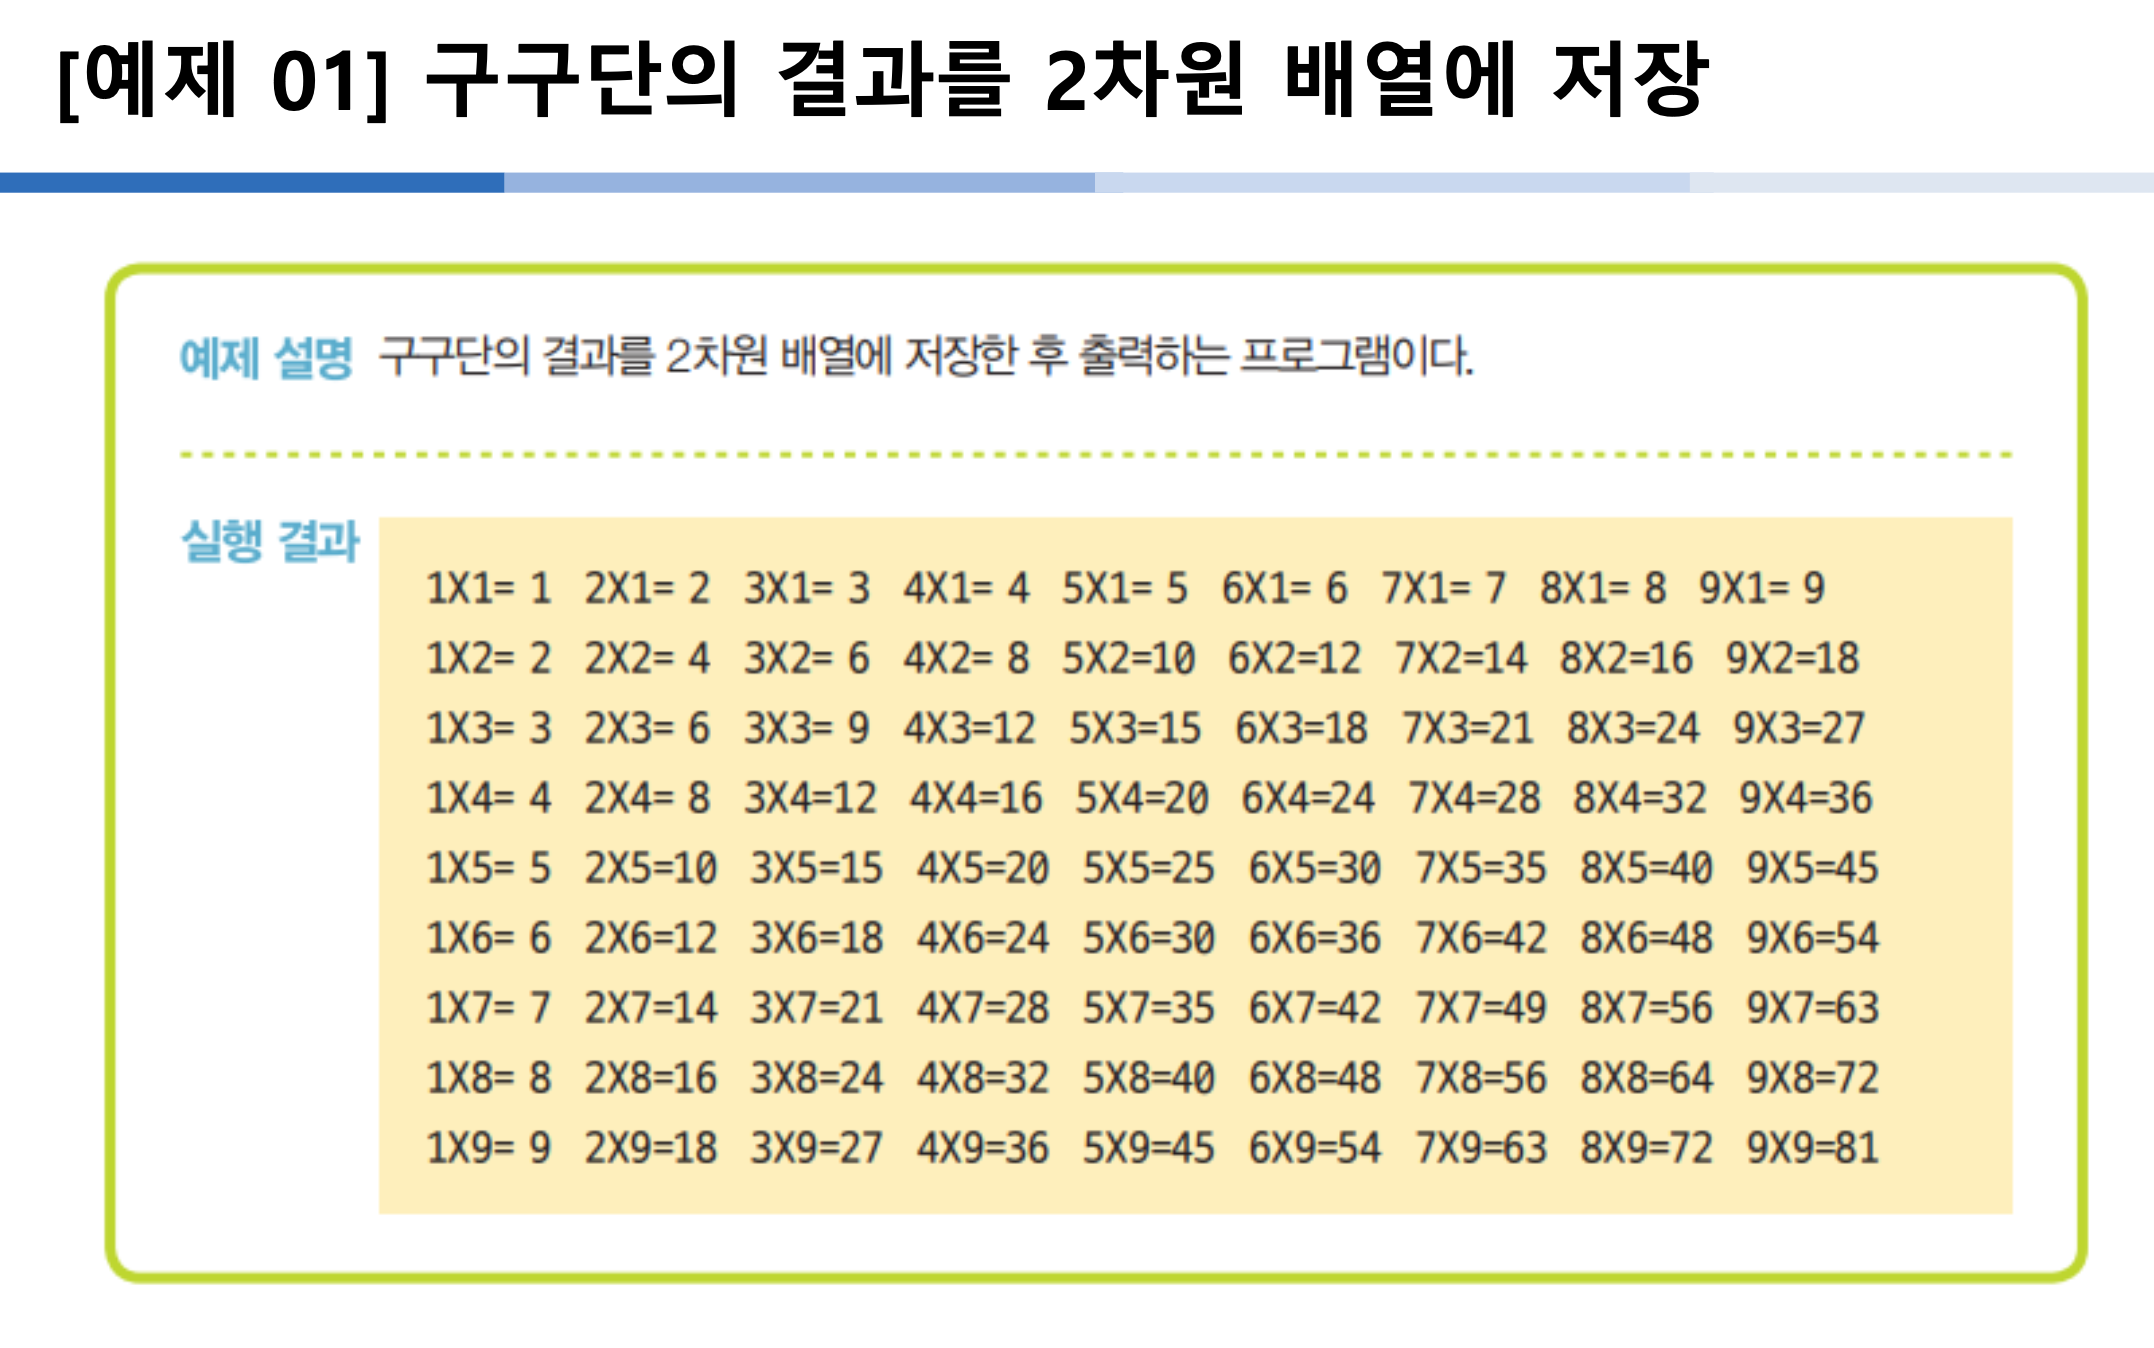 [예제 01] 구구단의 결과를 2차원 배열에 저장
예제 설명 구구단의 결과를 2차원 배열에 저장한 후 출력하는 프로그램이다.
실행 결과
1X1= 1 2X1= 2 3X1= 3 4X1= 4 5X1= 5 6X1= 6 7X1= 7 8X1= 8 9X1= 9
1X2= 2 2X2= 4 3X2= 6 4X2= 8 5X2=10 6X2=12 7X2=14 8X2=16 9X2=18
1X3= 3 2X3= 6 3X3= 9 4X3=12 5X3=15 6X3=18 7X3=21 8X3=24 9X3=27
1X4= 4 2X4= 8 3X4=12 4X4=16 5X4=20 6X4=24 7X4=28 8X4=32 9X4=36
1X5= 5 2X5=10 3X5=15 4X5=20 5X5=25 6X5=30 7X5=35 8X5=40 9X5=45
1X6= 6 2X6=12 3X6=18 4X6=24 5X6=30 6X6=36 7X6=42 8X6=48 9X6=54
1X7= 7 2X7=14 3X7=21 4X7=28 5X7=35 6X7=42 7X7=49 8X7=56 9X7=63
1X8= 8 2X8=16 3X8=24 4X8=32 5X8=40 6X8=48 7X8=56 8X8=64 9X8=72
1X9= 9 2X9=18 3X9=27 4X9=36 5X9=45 6X9=54 7X9=63 8X9=72 9X9=81